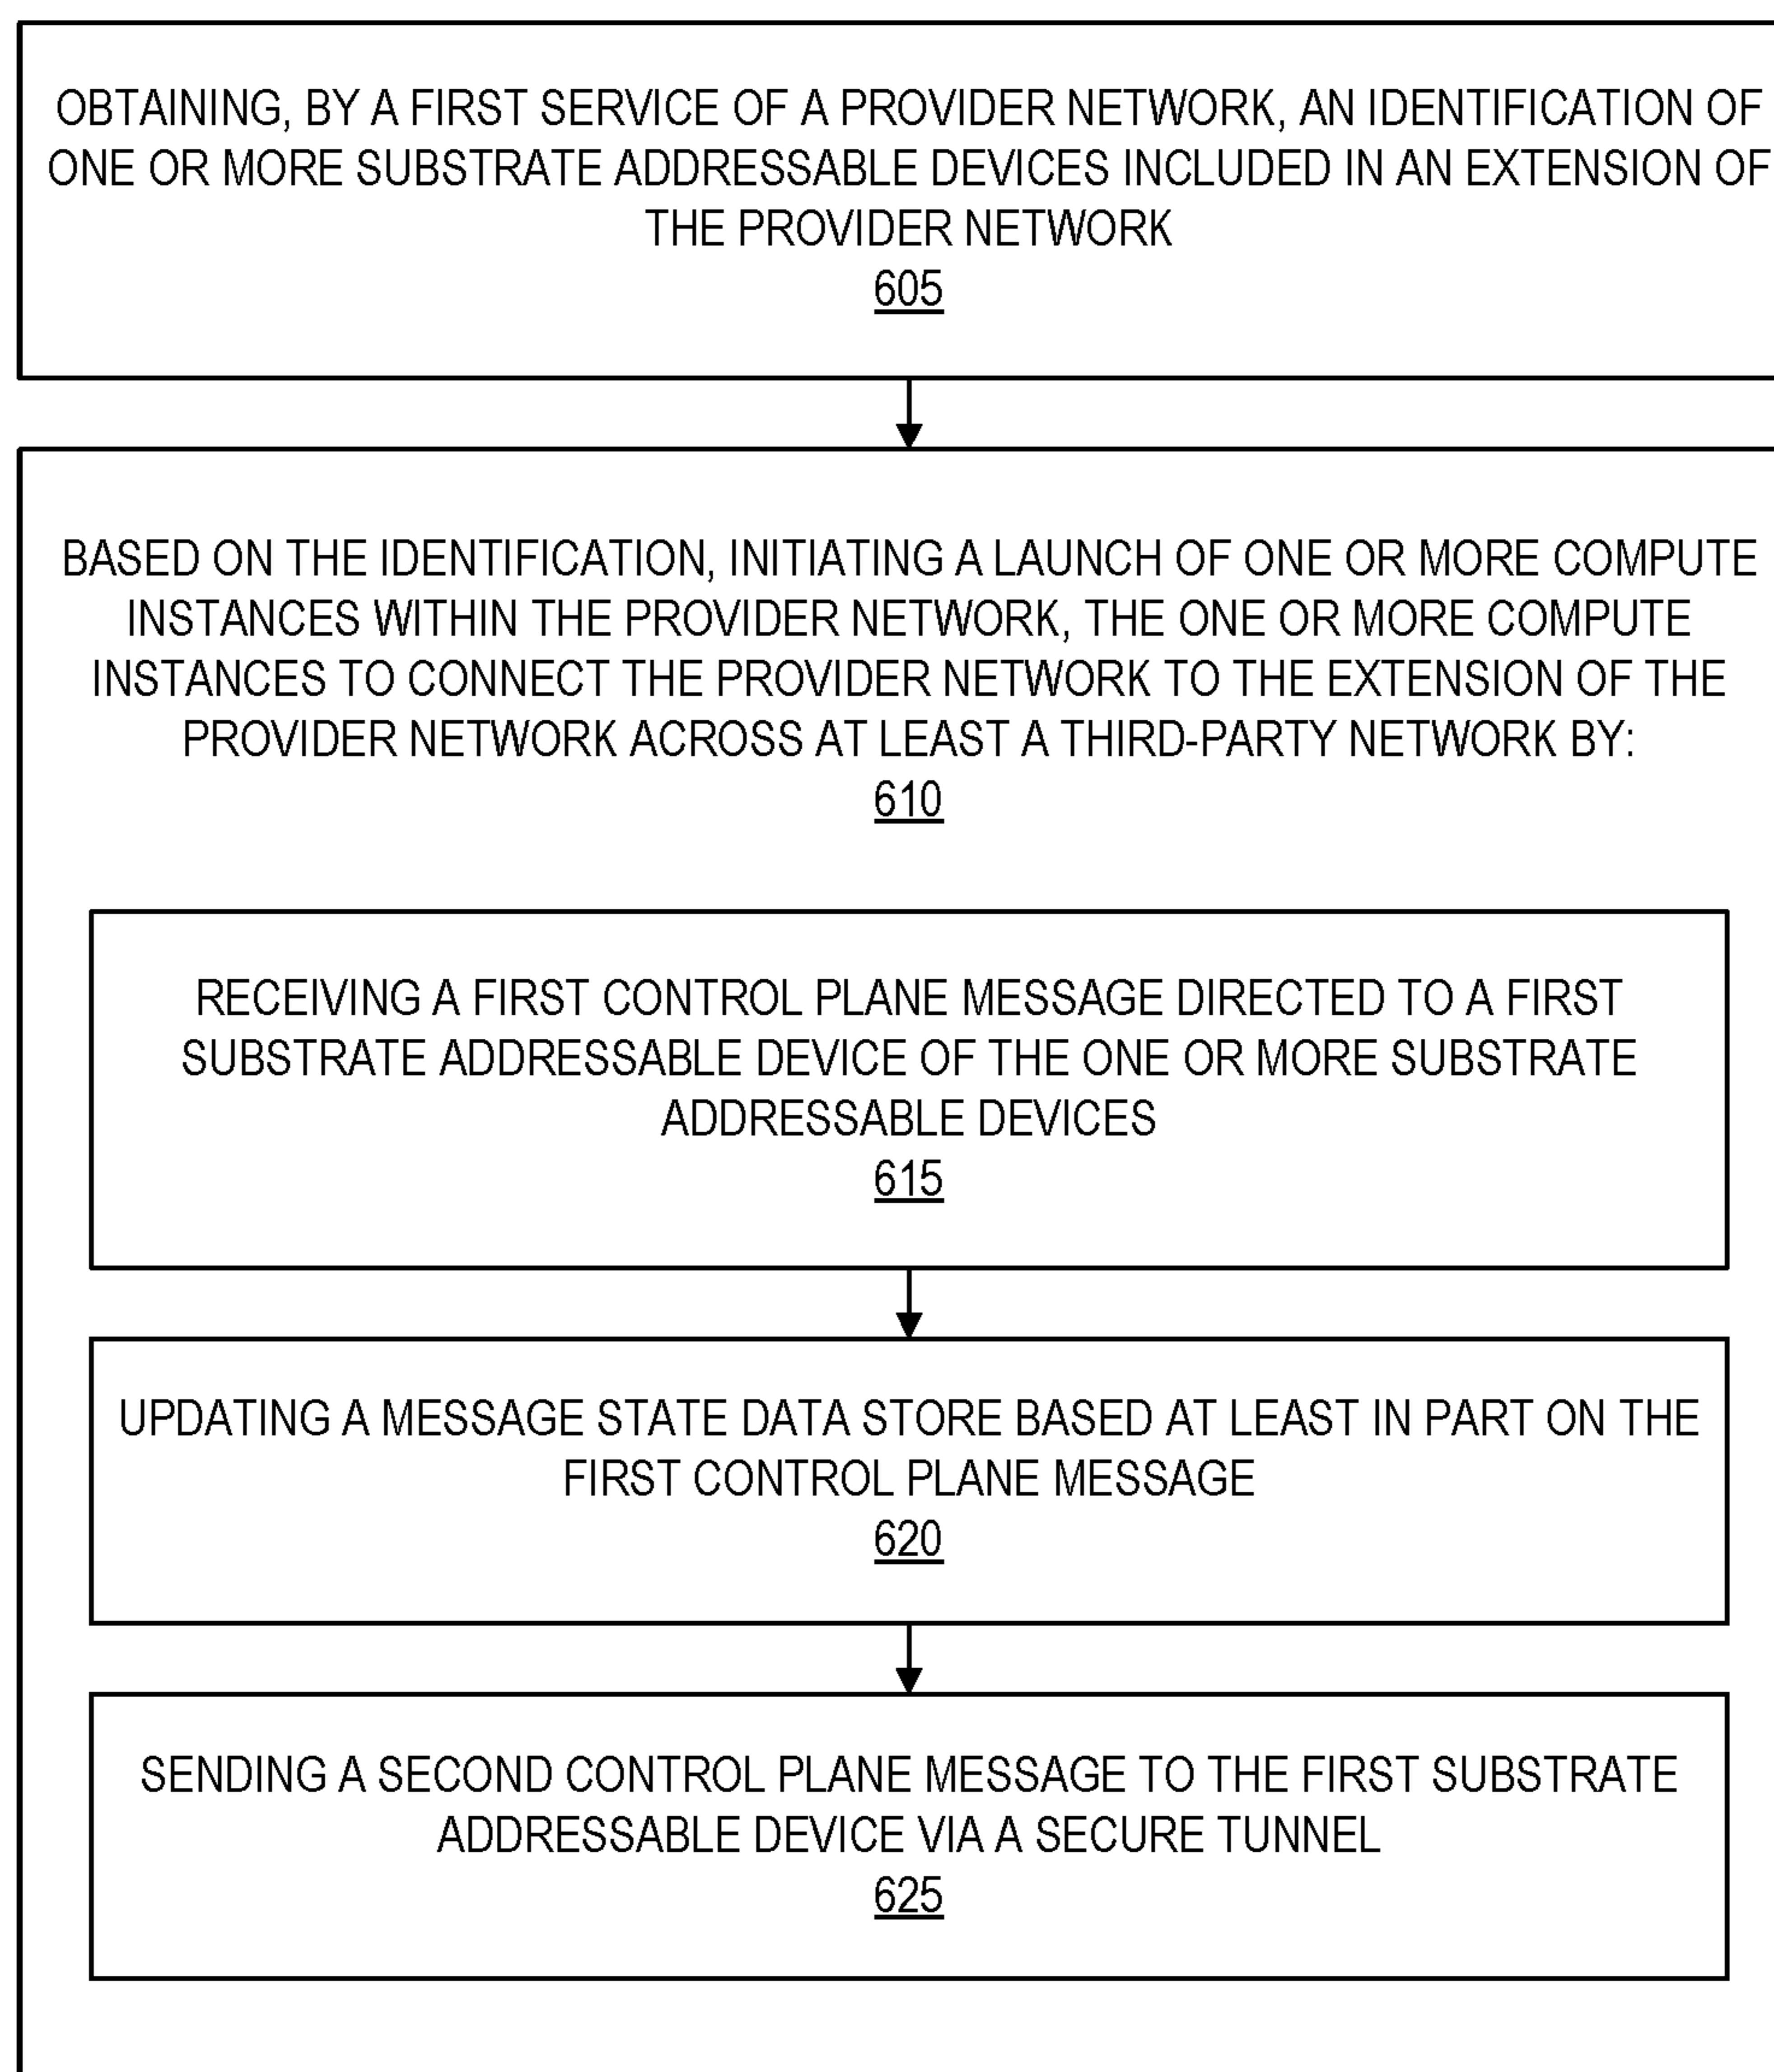 OBTAINING, BY A FIRST SERVICE OF A PROVIDER NETWORK, AN IDENTIFICATION OF
ONE OR MORE SUBSTRATE ADDRESSABLE DEVICES INCLUDED IN AN EXTENSION OF
THE PROVIDER NETWORK
605
BASED ON THE IDENTIFICATION, INITIATING A LAUNCH OF ONE OR MORE COMPUTE
INSTANCES WITHIN THE PROVIDER NETWORK, THE ONE OR MORE COMPUTE
INSTANCES TO CONNECT THE PROVIDER NETWORK TO THE EXTENSION OF THE
PROVIDER NETWORK ACROSS AT LEAST A THIRD-PARTY NETWORK BY:
610
RECEIVING A FIRST CONTROL PLANE MESSAGE DIRECTED TO A FIRST
SUBSTRATE ADDRESSABLE DEVICE OF THE ONE OR MORE SUBSTRATE
ADDRESSABLE DEVICES
615
UPDATING A MESSAGE STATE DATA STORE BASED AT LEAST IN PART ON THE
FIRST CONTROL PLANE MESSAGE
620
SENDING A SECOND CONTROL PLANE MESSAGE TO THE FIRST SUBSTRATE
ADDRESSABLE DEVICE VIA A SECURE TUNNEL
625